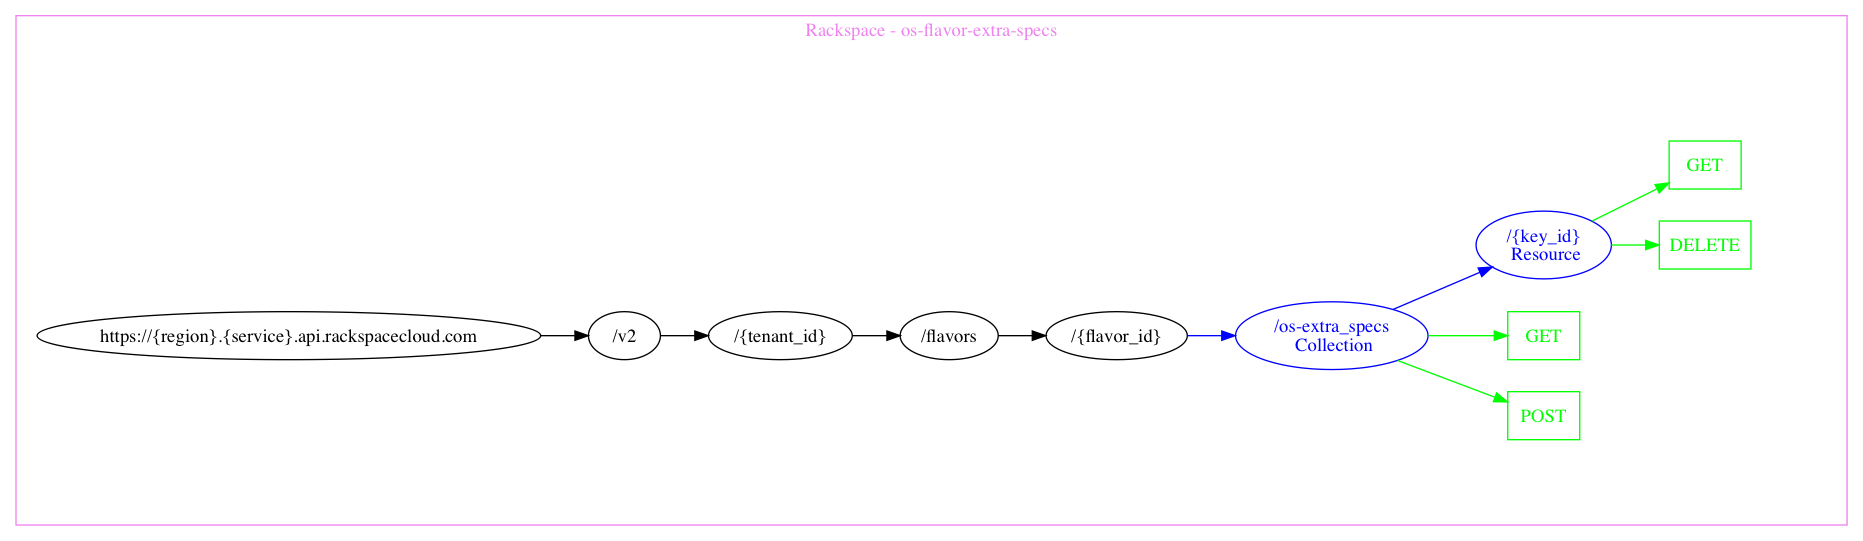 Rackspace - os-flavor-extra-specs
GET
/{key_id}
Resource
DELETE
https://{region}.{service}.api.rackspacecloud.com
/v2
/{tenant_id}
/flavors
/{flavor_id}
/os-extra_specs
Collection
GET
POST